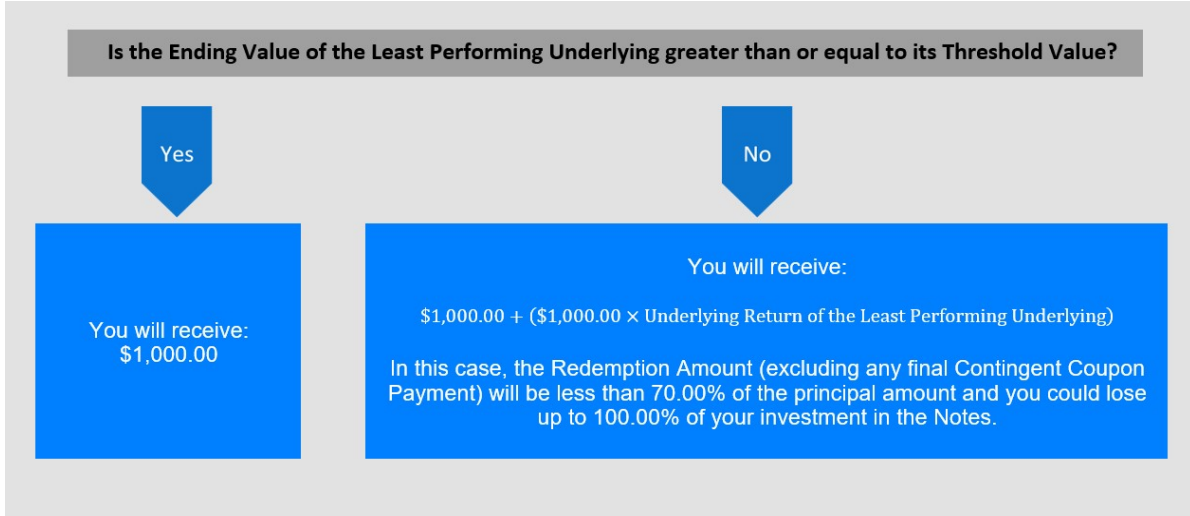 Is the Ending Value of the Least Performing Underlying greater than or equal to its Threshold Value?
Yes
No
You will receive:
$1,000.00
You will receive:
$1,000.00 + ($1,000.00 × Underlying Return of the Least Performing Underlying)
In this case, the Redemption Amount (excluding any final Contingent Coupon
Payment) will be less than 70.00% of the principal amount and you could lose
up to 100.00% of your investment in the Notes.